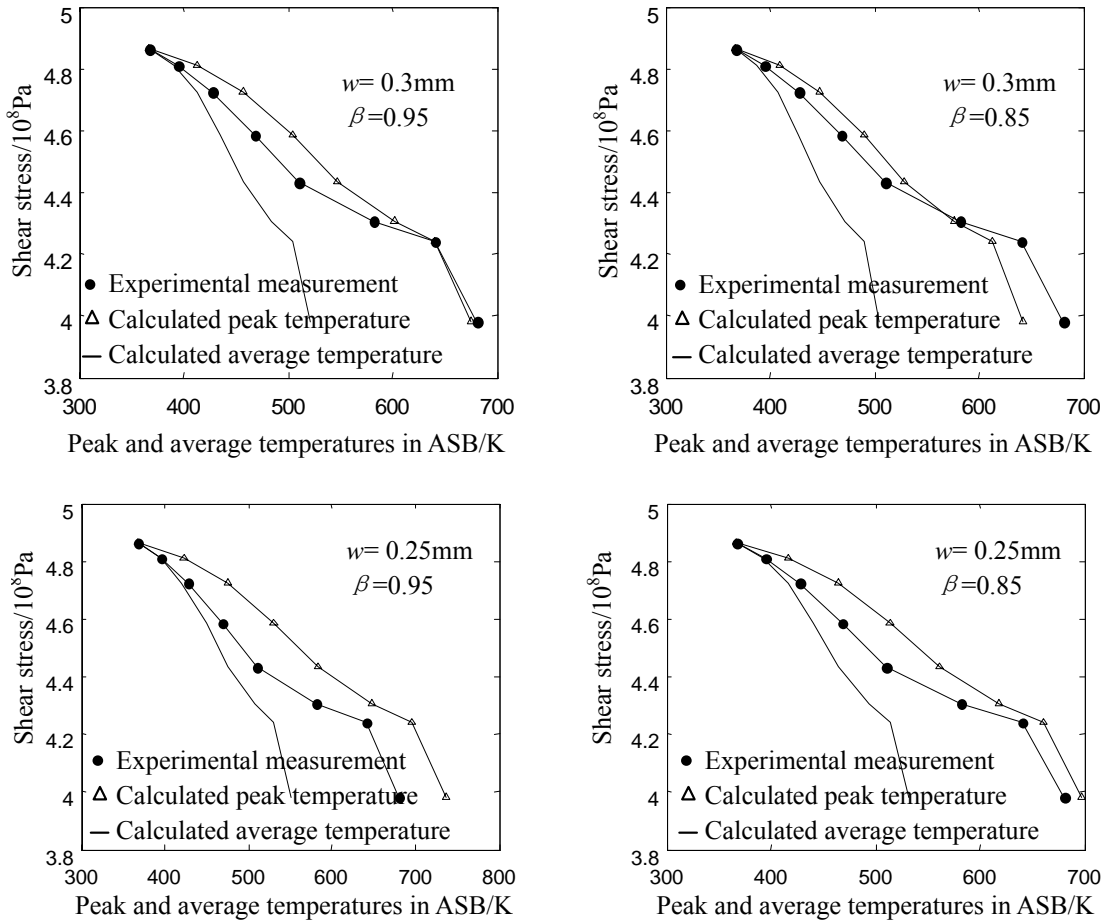 5
4.8
4.6
4.4
4.2
4
3.8
Shear stress/10⁸Pa
w= 0.3mm
β=0.95
Experimental measurement
Calculated peak temperature
Calculated average temperature
300 400 500 600 700
Peak and average temperatures in ASB/K
5
4.8
4.6
4.4
4.2
4
3.8
Shear stress/10⁸Pa
w= 0.3mm
β=0.85
Experimental measurement
Calculated peak temperature
Calculated average temperature
300 400 500 600 700
Peak and average temperatures in ASB/K
5
4.8
4.6
4.4
4.2
4
3.8
Shear stress/10⁸Pa
w= 0.25mm
β=0.95
Experimental measurement
Calculated peak temperature
Calculated average temperature
300 400 500 600 700 800
Peak and average temperatures in ASB/K
5
4.8
4.6
4.4
4.2
4
3.8
Shear stress/10⁸Pa
w= 0.25mm
β=0.85
Experimental measurement
Calculated peak temperature
Calculated average temperature
300 400 500 600 700
Peak and average temperatures in ASB/K